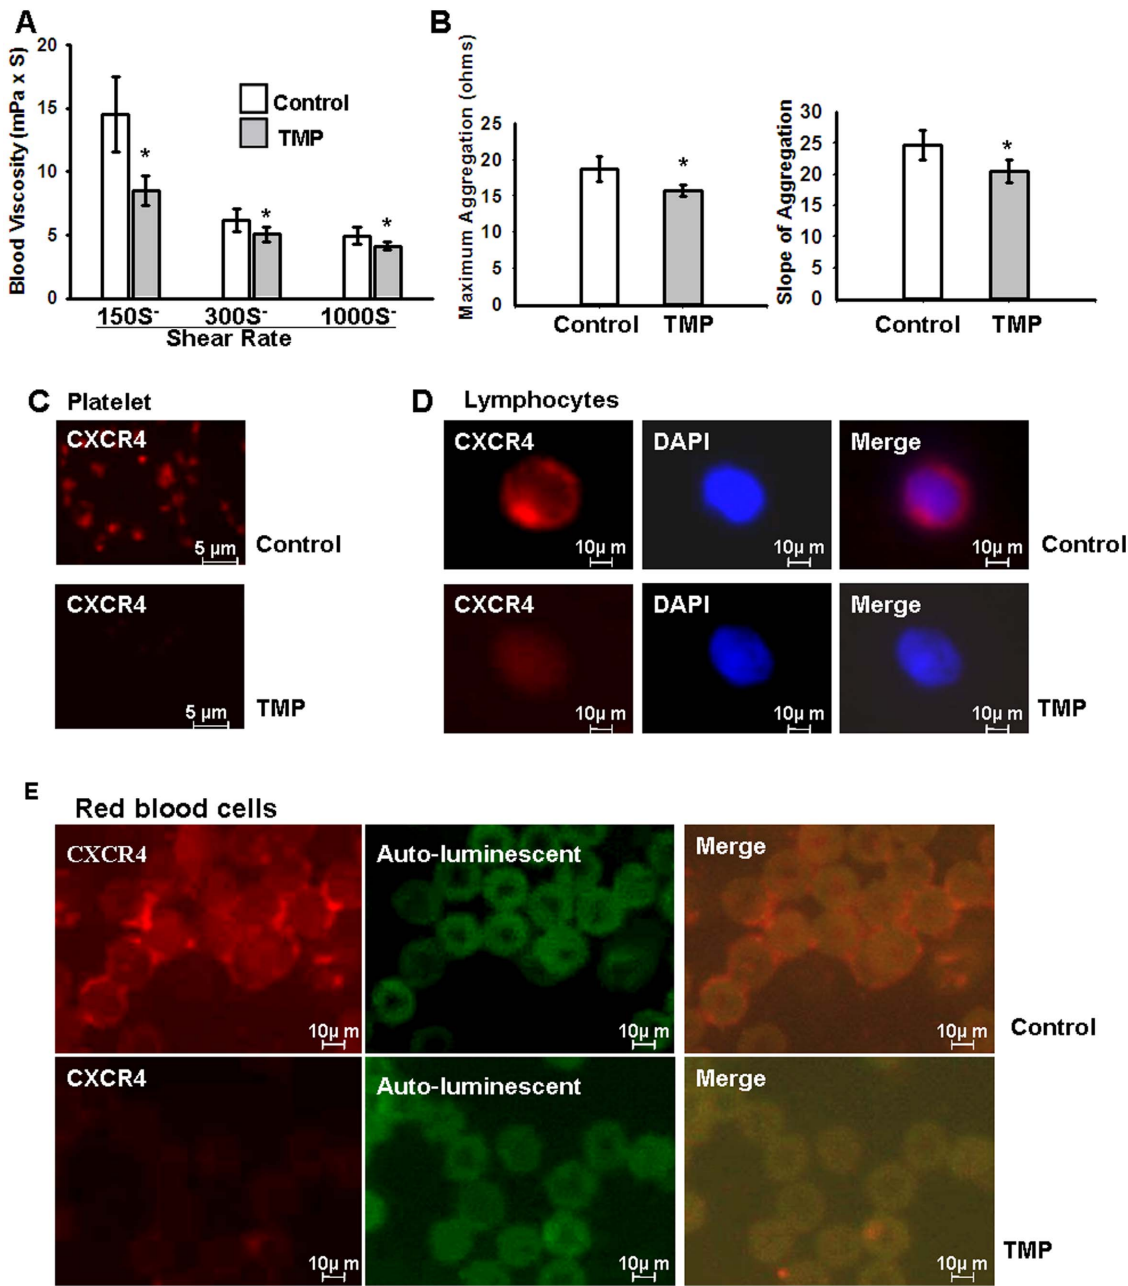 A
Blood Viscosity (mPa x S)
20
15
10
5
0
Control
TMP
*
*
*
150S⁻ 300S⁻ 1000S⁻
Shear Rate
B
Maximum Aggregation (ohms)
25
20
15
10
5
0
*
Control TMP
Slope of Aggregation
30
25
20
15
10
5
0
*
Control TMP
C Platelet
CXCR4
5 µm
Control
CXCR4
5 µm
TMP
D Lymphocytes
CXCR4 DAPI Merge
10µ m 10µ m 10µ m
Control
CXCR4 DAPI Merge
10µ m 10µ m 10µ m
TMP
E
Red blood cells
CXCR4 Auto-luminescent Merge
10µ m 10µ m 10µ m
Control
CXCR4 Auto-luminescent Merge
10µ m 10µ m 10µ m
TMP